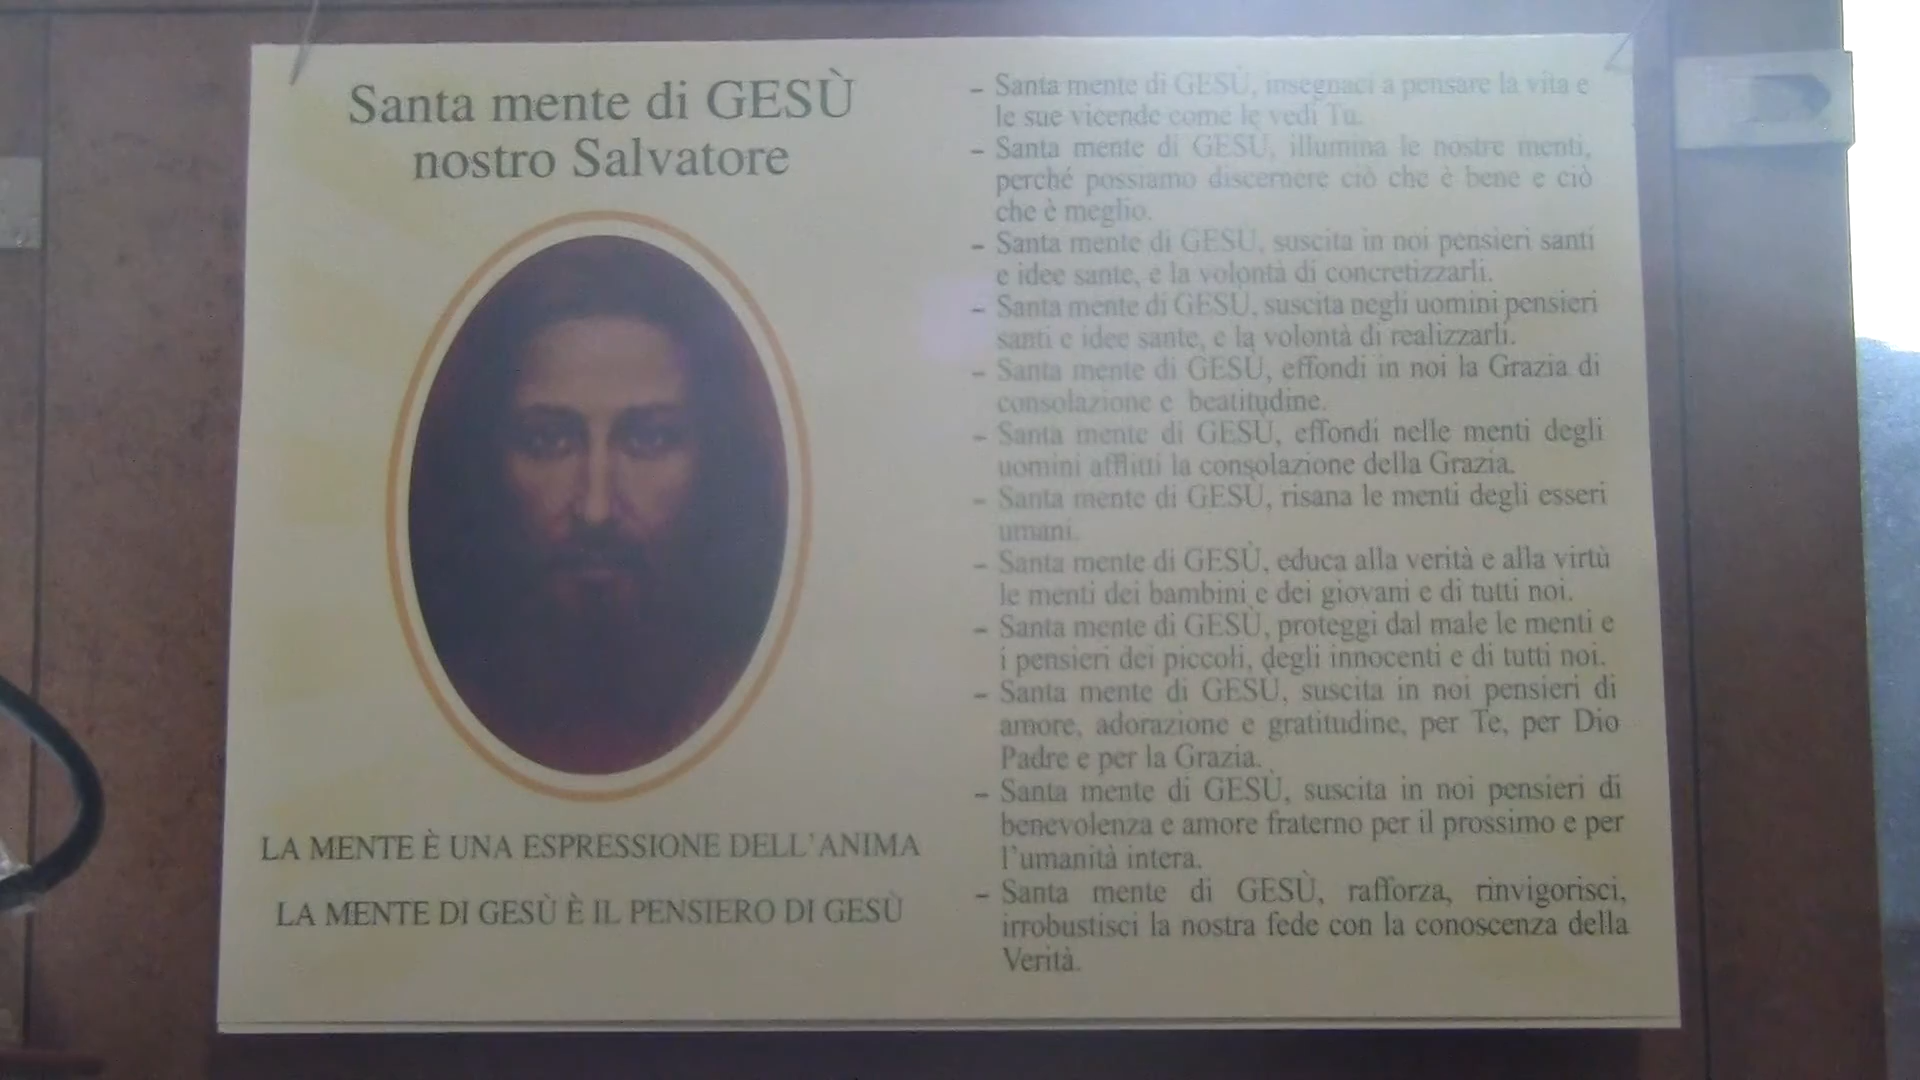 Santa mente di GESÙ
nostro Salvatore
LA MENTE È UNA ESPRESSIONE DELL'ANIMA
LA MENTE DI GESÙ È IL PENSIERO DI GESÙ
– Santa mente di GESÙ, insegnaci a pensare la vita e
le sue vicende come le vedi Tu.
– Santa mente di GESÙ, illumina le nostre menti,
perché possiamo discernere ciò che è bene e ciò
che è meglio.
– Santa mente di GESÙ, suscita in noi pensieri santi
e idee sante, e la volontà di concretizzarli.
– Santa mente di GESÙ, suscita negli uomini pensieri
santi e idee sante, e la volontà di realizzarli.
– Santa mente di GESÙ, effondi in noi la Grazia di
consolazione e beatitudine.
– Santa mente di GESÙ, effondi nelle menti degli
uomini afflitti la consolazione della Grazia.
– Santa mente di GESÙ, risana le menti degli esseri
umani.
– Santa mente di GESÙ, educa alla verità e alla virtù
le menti dei bambini e dei giovani e di tutti noi.
– Santa mente di GESÙ, proteggi dal male le menti e
i pensieri dei piccoli, degli innocenti e di tutti noi.
– Santa mente di GESÙ, suscita in noi pensieri di
amore, adorazione e gratitudine, per Te, per Dio
Padre e per la Grazia.
– Santa mente di GESÙ, suscita in noi pensieri di
benevolenza e amore fraterno per il prossimo e per
l'umanità intera.
– Santa mente di GESÙ, rafforza, rinvigorisci,
irrobustisci la nostra fede con la conoscenza della
Verità.